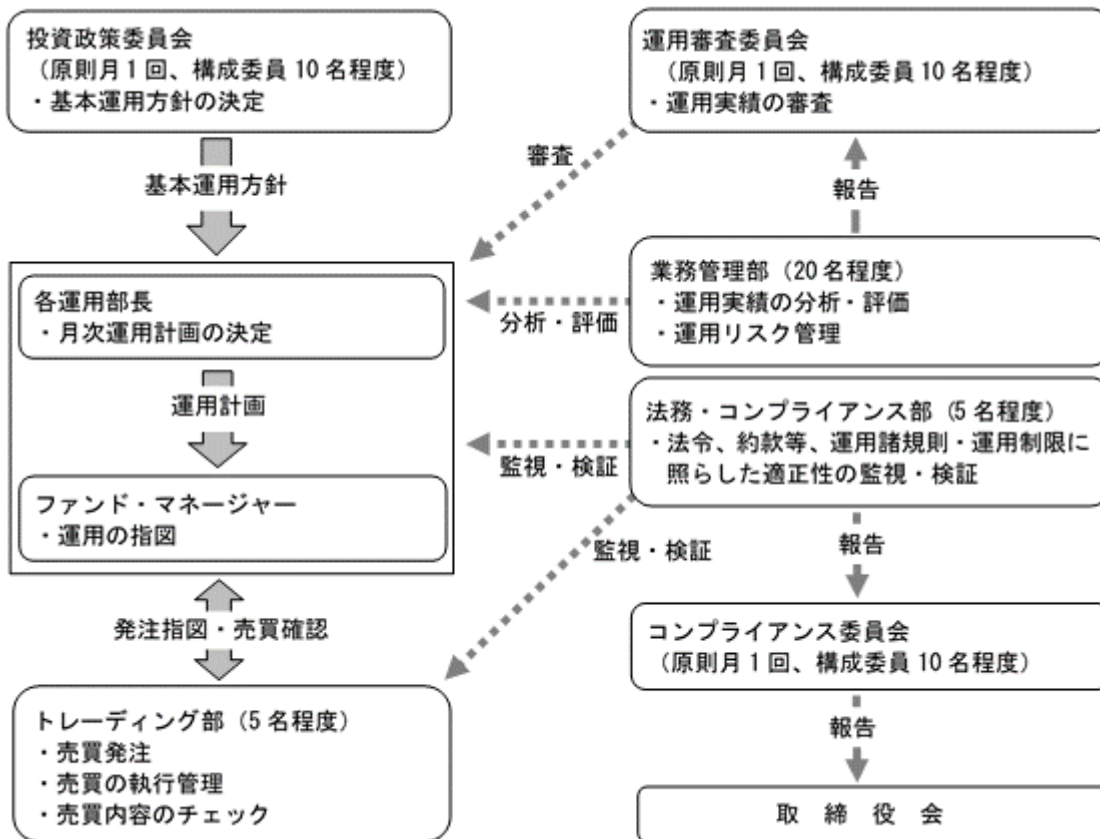 投資政策委員会
（原則月１回、構成委員 10 名程度）
・基本運用方針の決定
基本運用方針
各運用部長
・月次運用計画の決定
運用計画
ファンド・マネージャー
・運用の指図
発注指図・売買確認
トレーディング部（5 名程度）
・売買発注
・売買の執行管理
・売買内容のチェック
運用審査委員会
（原則月１回、構成委員 10 名程度）
・運用実績の審査
審査
報告
業務管理部（20 名程度）
・運用実績の分析・評価
・運用リスク管理
分析・評価
法務・コンプライアンス部（5 名程度）
・法令、約款等、運用諸規則・運用制限に
照らした適正性の監視・検証
監視・検証
監視・検証
報告
コンプライアンス委員会
（原則月１回、構成委員 10 名程度）
報告
取 締 役 会